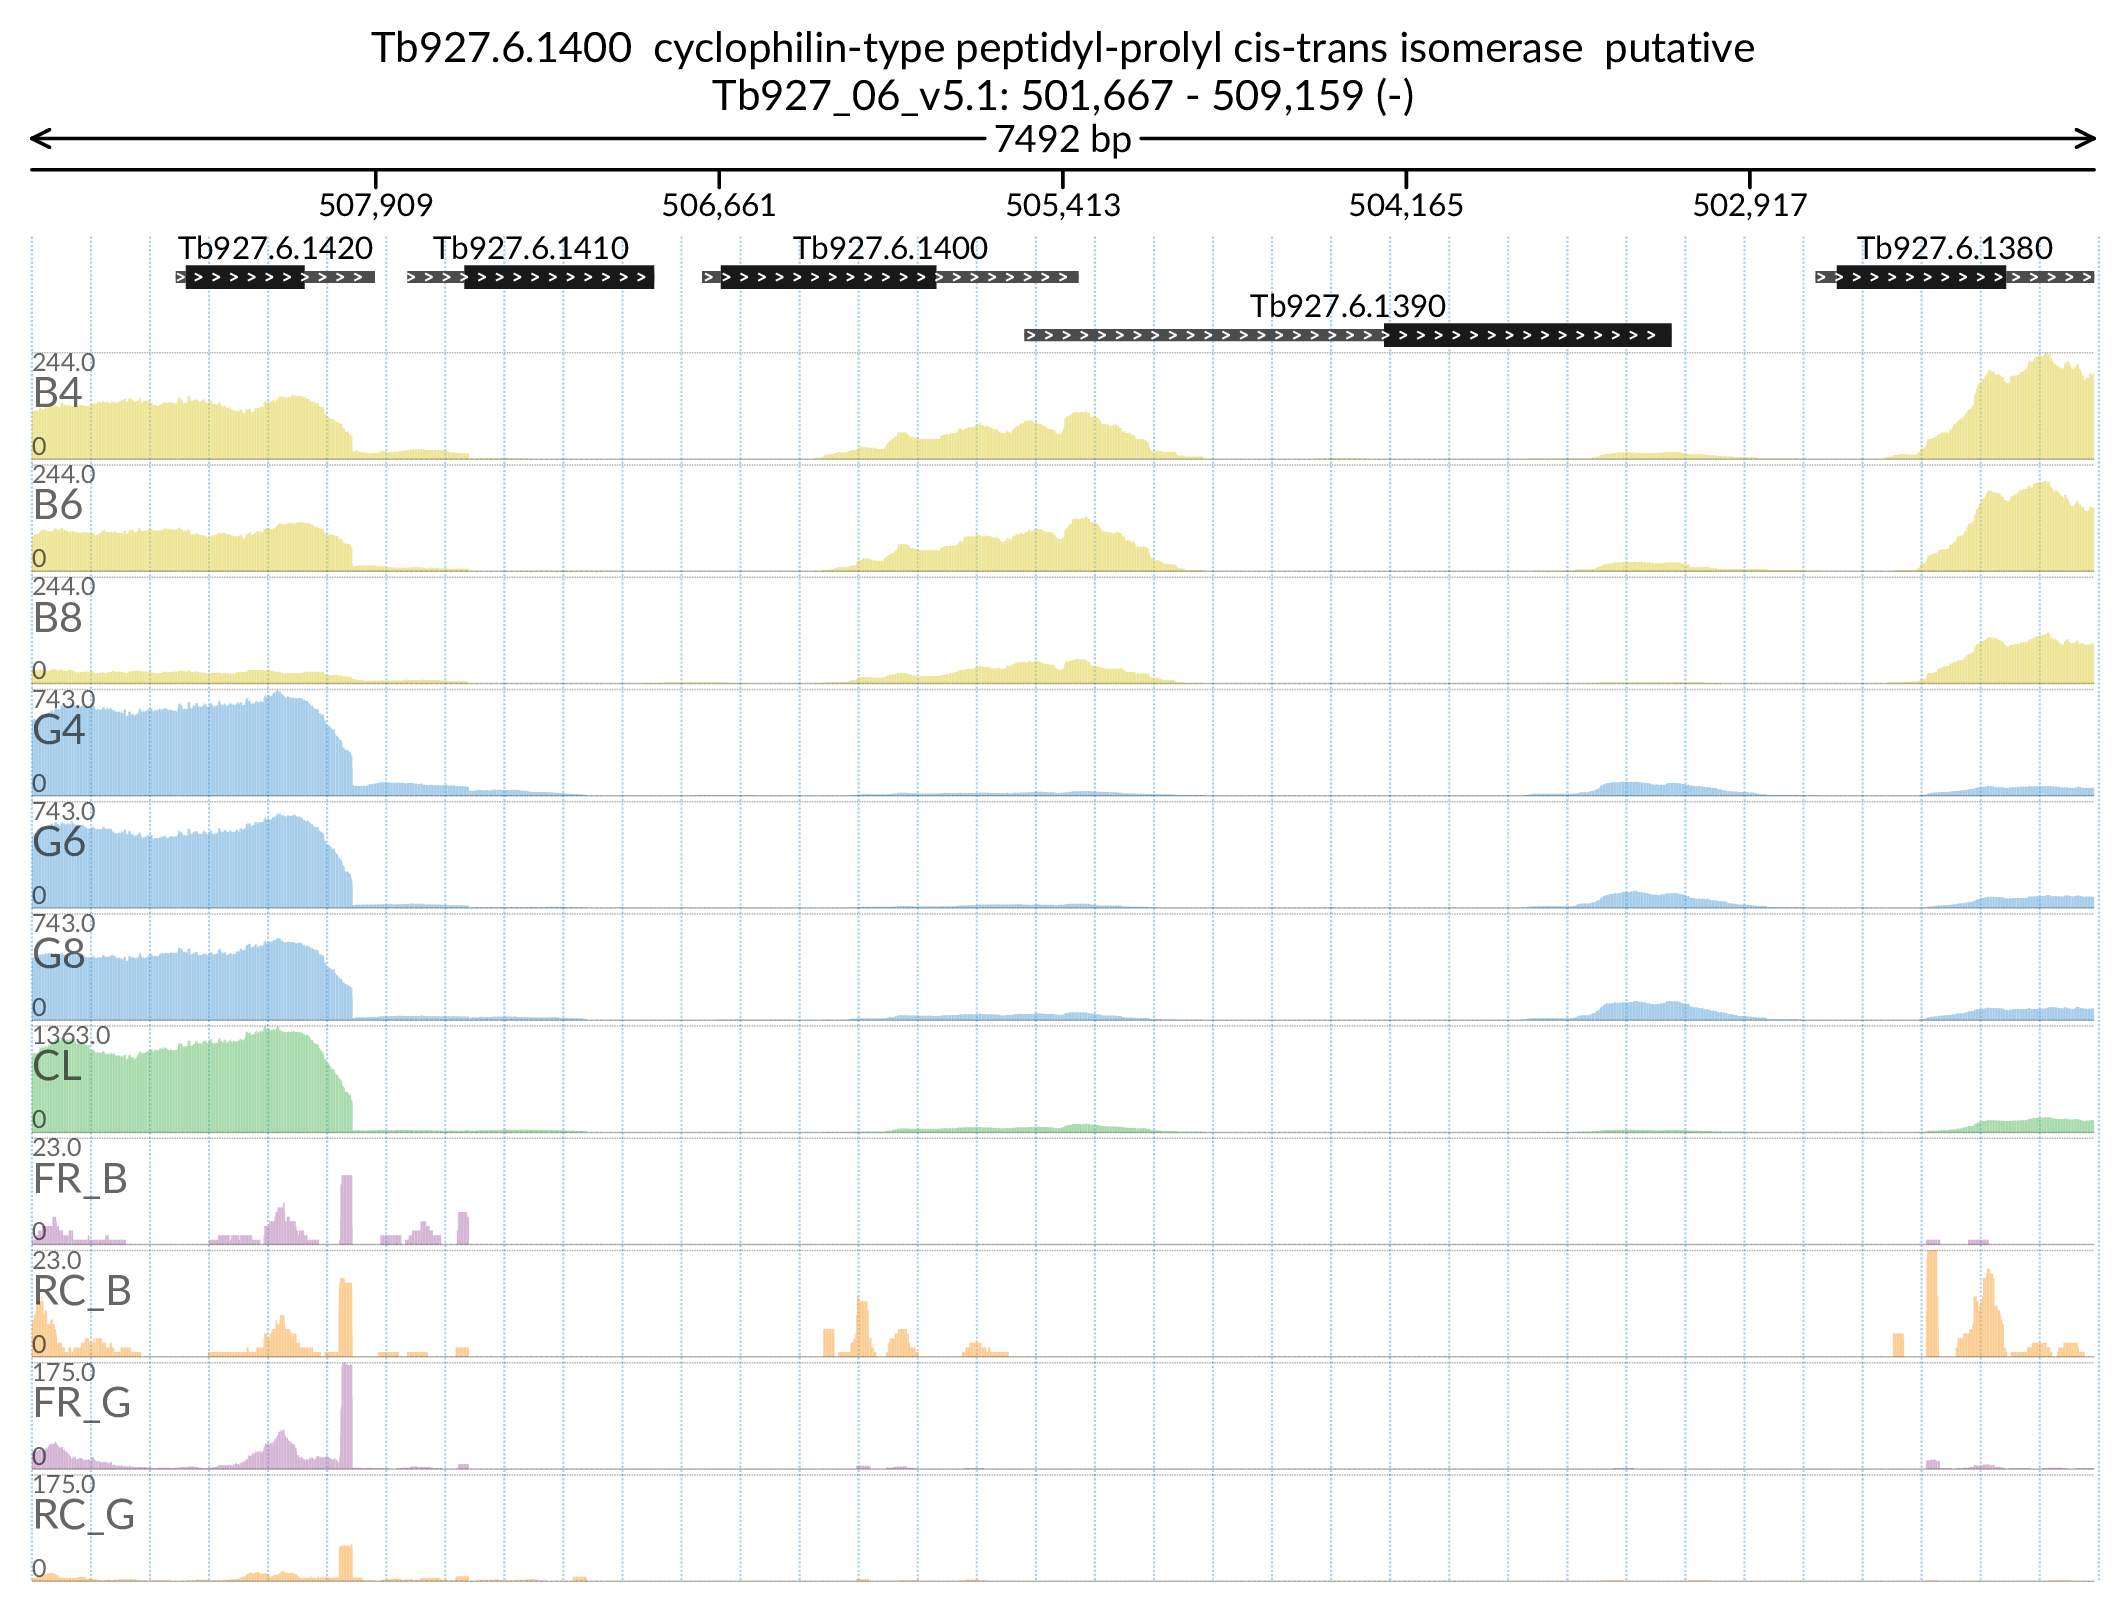 Tb927.6.1400  cyclophilin-type peptidyl-prolyl cis-trans isomerase  putative
Tb927_06_v5.1: 501,667 - 509,159 (-)
7492 bp
507,909 506,661 505,413 504,165 502,917
Tb927.6.1420 Tb927.6.1410 Tb927.6.1400 Tb927.6.1380
Tb927.6.1390
244.0
B4
0
244.0
B6
0
244.0
B8
0
743.0
G4
0
743.0
G6
0
743.0
G8
0
1363.0
CL
0
23.0
FR_B
0
23.0
RC_B
0
175.0
FR_G
0
175.0
RC_G
0